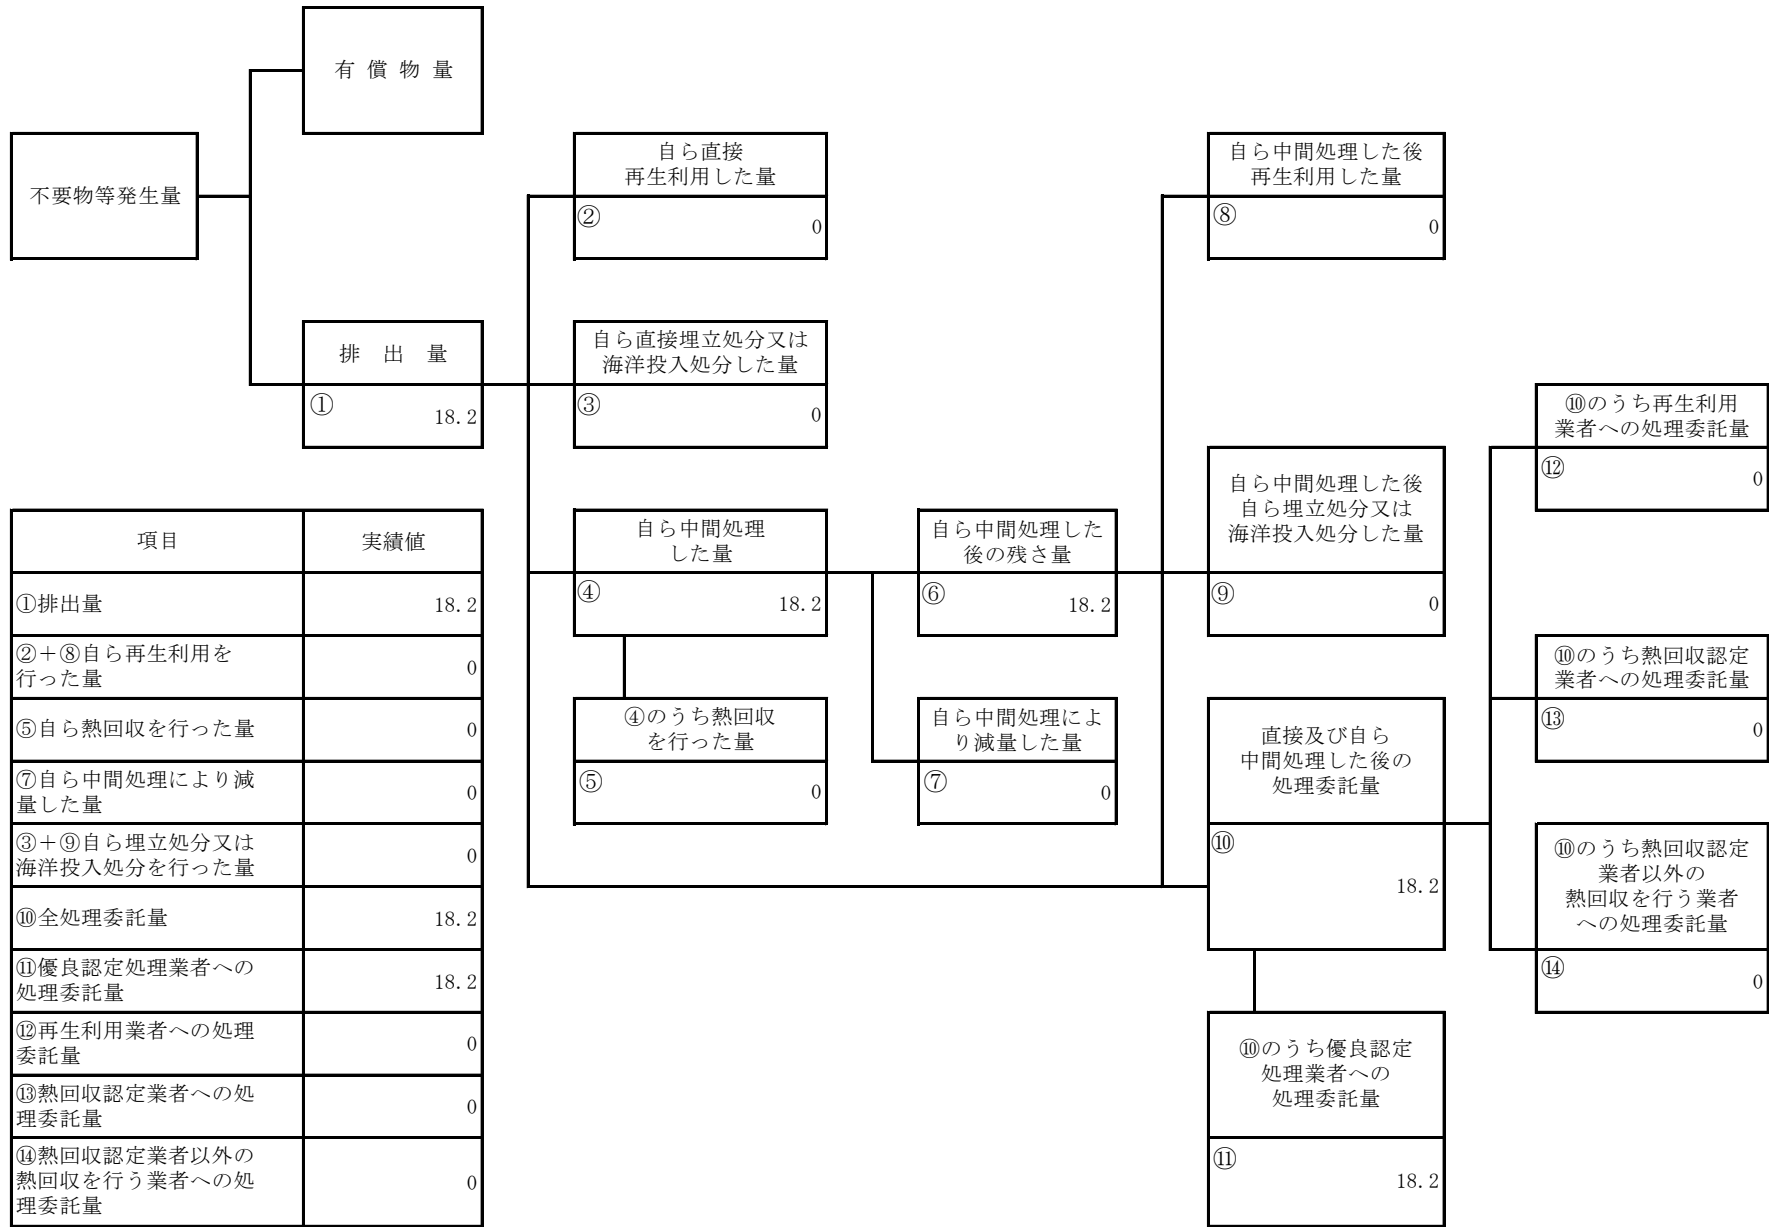 有 償 物 量
不要物等発生量
排 出 量
①
18.2
自ら直接
再生利用した量
②
0
自ら直接埋立処分又は
海洋投入処分した量
③
0
自ら中間処理
した量
④
18.2
④のうち熱回収
を行った量
⑤
0
自ら中間処理した
後の残さ量
⑥
18.2
自ら中間処理によ
り減量した量
⑦
0
自ら中間処理した後
再生利用した量
⑧
0
自ら中間処理した後
自ら埋立処分又は
海洋投入処分した量
⑨
0
直接及び自ら
中間処理した後の
処理委託量
⑩
18.2
⑩のうち優良認定
処理業者への
処理委託量
⑪
18.2
⑩のうち再生利用
業者への処理委託量
⑫
0
⑩のうち熱回収認定
業者への処理委託量
⑬
0
⑩のうち熱回収認定
業者以外の
熱回収を行う業者
への処理委託量
⑭
0
項目 実績値
①排出量 18.2
②+⑧自ら再生利用を
行った量 0
⑤自ら熱回収を行った量 0
⑦自ら中間処理により減
量した量 0
③+⑨自ら埋立処分又は
海洋投入処分を行った量 0
⑩全処理委託量 18.2
⑪優良認定処理業者への
処理委託量 18.2
⑫再生利用業者への処理
委託量 0
⑬熱回収認定業者への処
理委託量 0
⑭熱回収認定業者以外の
熱回収を行う業者への処
理委託量 0